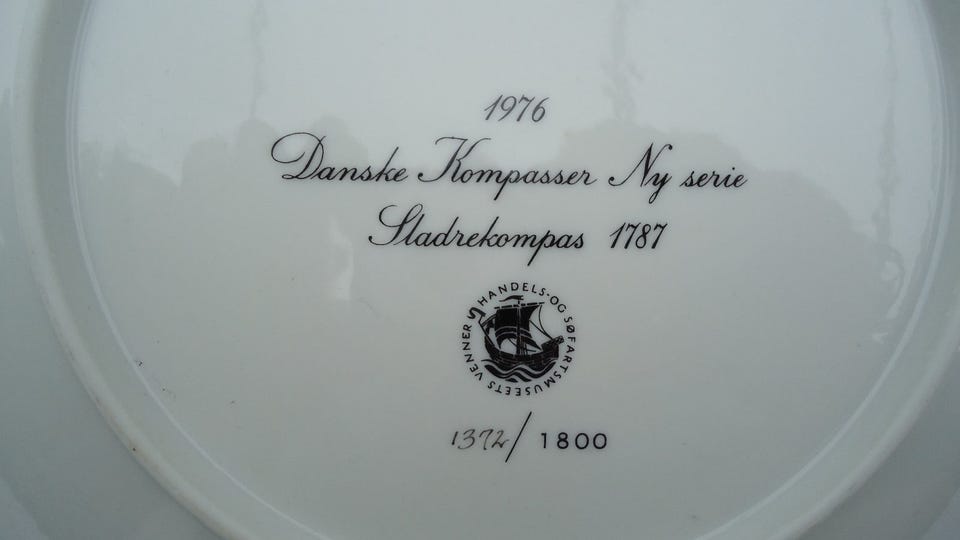 1976
Danske Kompasser Ny serie
Sladrekompas 1787
HANDELS-OG SØFARTSMUSEETS VENNER
1372/1800